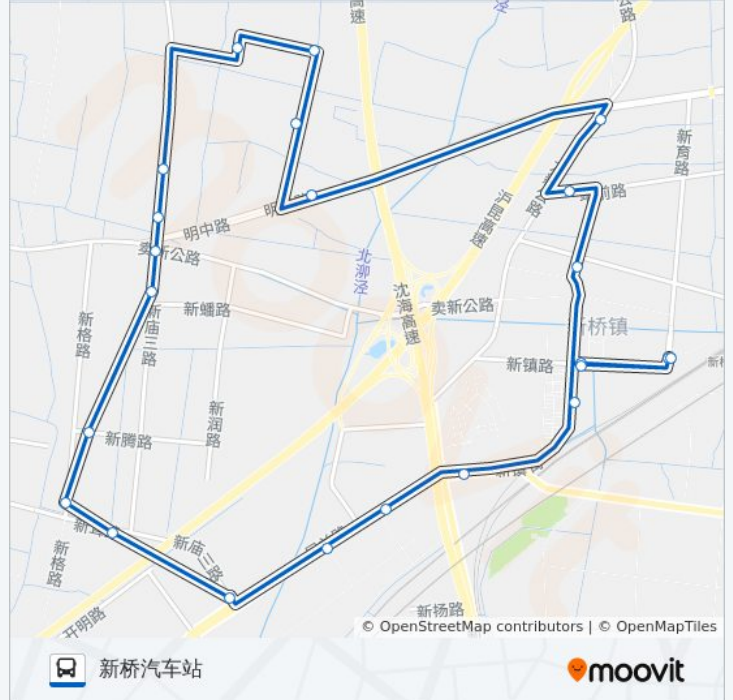 高速
公路
泾
新育路
沪昆高速
明中路
卖新公路
北泖泾
沈海高速
卖新公路
新桥镇
新蟠路
新庙三路
新格路
新镇路
新润路
新腾路
新庙三路
新格路
开明路
新扬路
© OpenStreetMap contributors | © OpenMapTiles
新桥汽车站
moovit